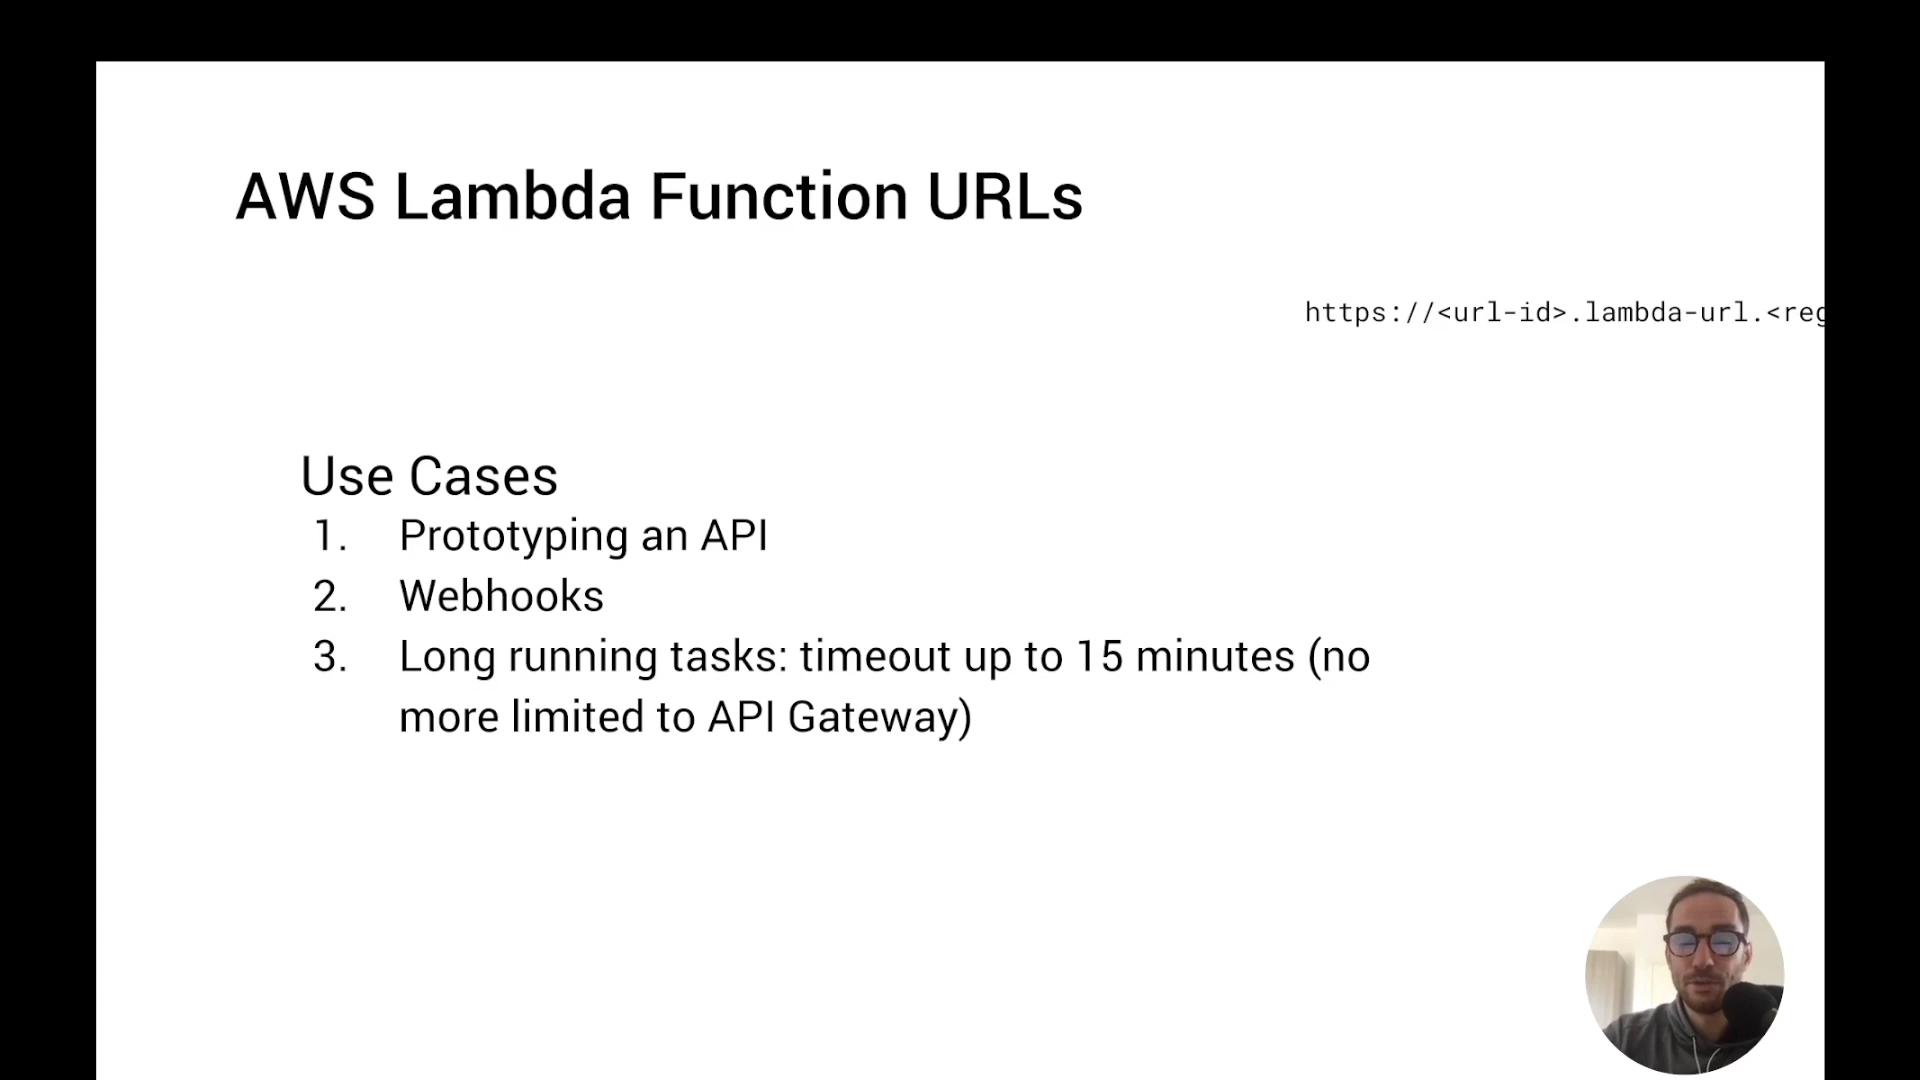 AWS Lambda Function URLs
https://<url-id>.lambda-url.<reg
Use Cases
1. Prototyping an API
2. Webhooks
3. Long running tasks: timeout up to 15 minutes (no
more limited to API Gateway)